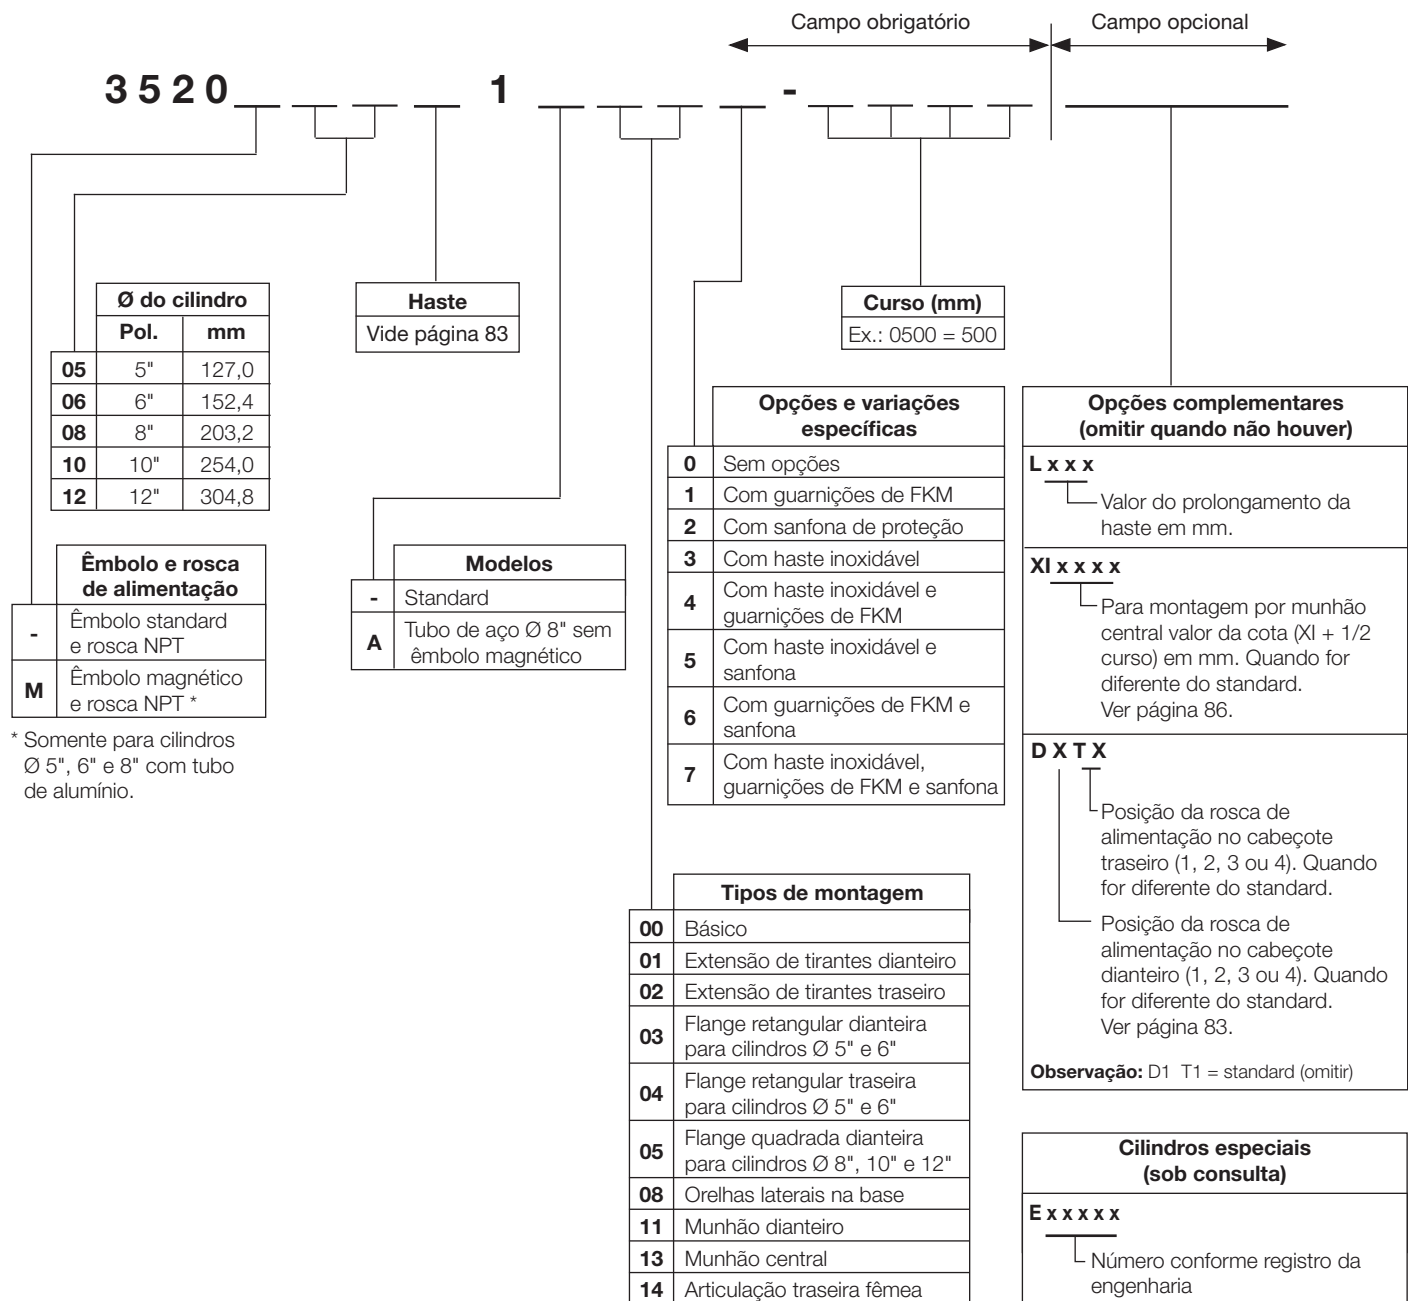 Campo obrigatório
Campo opcional
3520 1 -
Ø do cilindro
Pol. mm
05 5" 127,0
06 6" 152,4
08 8" 203,2
10 10" 254,0
12 12" 304,8
Haste
Vide página 83
Curso (mm)
Ex.: 0500 = 500
Êmbolo e rosca
de alimentação
- Êmbolo standard
e rosca NPT
M Êmbolo magnético
e rosca NPT *
* Somente para cilindros
Ø 5", 6" e 8" com tubo
de alumínio.
Modelos
- Standard
A Tubo de aço Ø 8" sem
êmbolo magnético
Opções e variações
específicas
0 Sem opções
1 Com guarnições de FKM
2 Com sanfona de proteção
3 Com haste inoxidável
4 Com haste inoxidável e
guarnições de FKM
5 Com haste inoxidável e
sanfona
6 Com guarnições de FKM e
sanfona
7 Com haste inoxidável,
guarnições de FKM e sanfona
Tipos de montagem
00 Básico
01 Extensão de tirantes dianteiro
02 Extensão de tirantes traseiro
03 Flange retangular dianteira
para cilindros Ø 5" e 6"
04 Flange retangular traseira
para cilindros Ø 5" e 6"
05 Flange quadrada dianteira
para cilindros Ø 8", 10" e 12"
08 Orelhas laterais na base
11 Munhão dianteiro
13 Munhão central
14 Articulação traseira fêmea
Opções complementares
(omitir quando não houver)
L x x x
Valor do prolongamento da
haste em mm.
XI x x x x
Para montagem por munhão
central valor da cota (XI + 1/2
curso) em mm. Quando for
diferente do standard.
Ver página 86.
D X T X
Posição da rosca de
alimentação no cabeçote
traseiro (1, 2, 3 ou 4). Quando
for diferente do standard.
Posição da rosca de
alimentação no cabeçote
dianteiro (1, 2, 3 ou 4). Quando
for diferente do standard.
Ver página 83.
Observação: D1 T1 = standard (omitir)
Cilindros especiais
(sob consulta)
E x x x x x
Número conforme registro da
engenharia